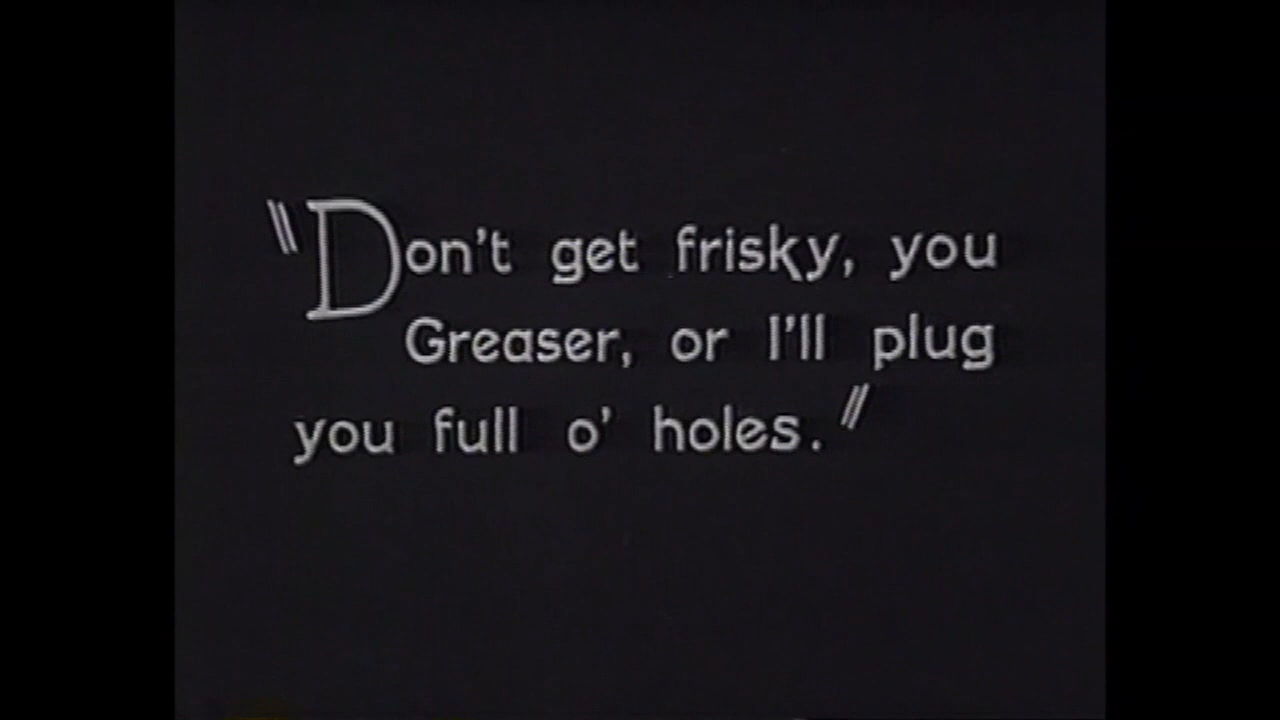 "Don't get frisky, you
Greaser, or I'll plug
you full o' holes."